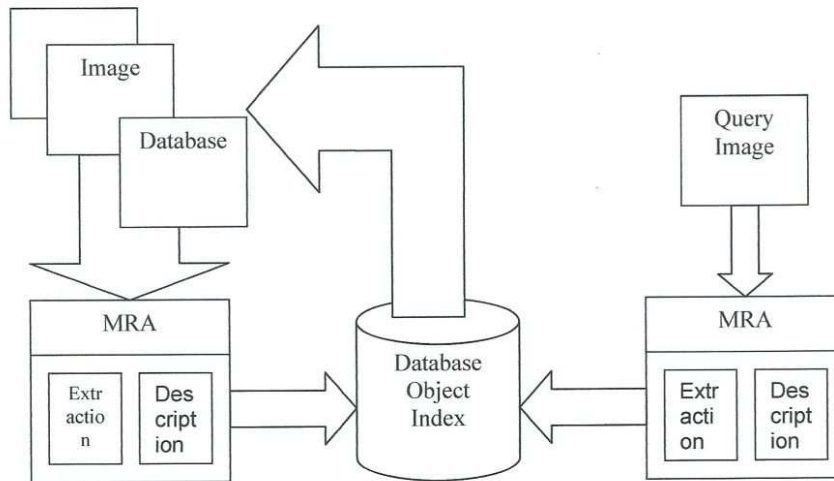 Image
Database
Query
Image
MRA
Extr
actio
n
Des
cript
ion
Database
Object
Index
MRA
Extr
acti
on
Des
cript
ion